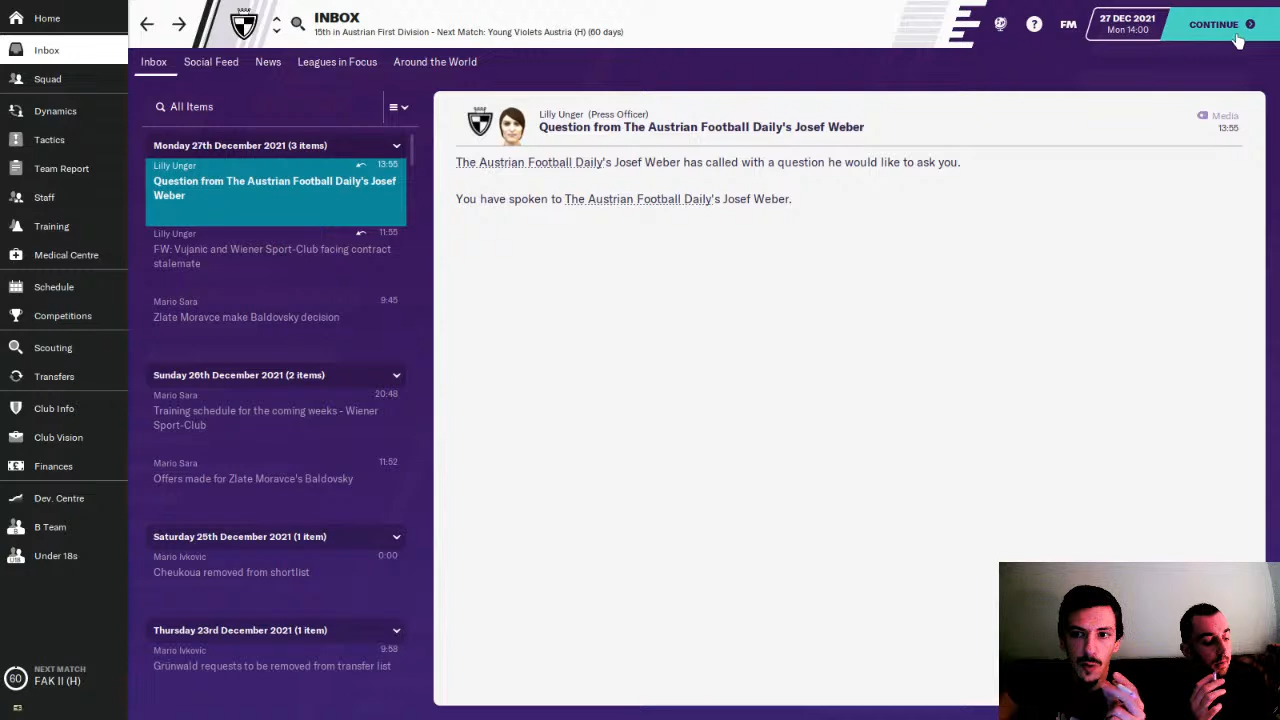 Home
Inbox
Squad
Dynamics
Tactics
Team Report
Staff
Training
Medical Centre
Schedule
Competitions
Scouting
Transfers
Club Info
Club Vision
Finances
Dev. Centre
B Team
Under 18s
60
NEXT MATCH
FAK II (H)
INBOX
15th in Austrian First Division - Next Match: Young Violets Austria (H) (60 days)
FM
27 DEC 2021
Mon 14:00
CONTINUE
Inbox
Social Feed
News
Leagues in Focus
Around the World
All Items
Monday 27th December 2021 (3 items)
Lilly Unger
13:55
Question from The Austrian Football Daily's Josef
Weber
Lilly Unger
11:55
FW: Vujanic and Wiener Sport-Club facing contract
stalemate
Mario Sara
9:45
Zlate Moravce make Baldovsky decision
Sunday 26th December 2021 (2 items)
Mario Sara
20:48
Training schedule for the coming weeks - Wiener
Sport-Club
Mario Sara
11:52
Offers made for Zlate Moravce's Baldovsky
Saturday 25th December 2021 (1 item)
Mario Ivkovic
0:00
Cheukoua removed from shortlist
Thursday 23rd December 2021 (1 item)
Mario Ivkovic
9:58
Grünwald requests to be removed from transfer list
Lilly Unger (Press Officer)
Question from The Austrian Football Daily's Josef Weber
Media
13:55
The Austrian Football Daily's Josef Weber has called with a question he would like to ask you.
You have spoken to The Austrian Football Daily's Josef Weber.